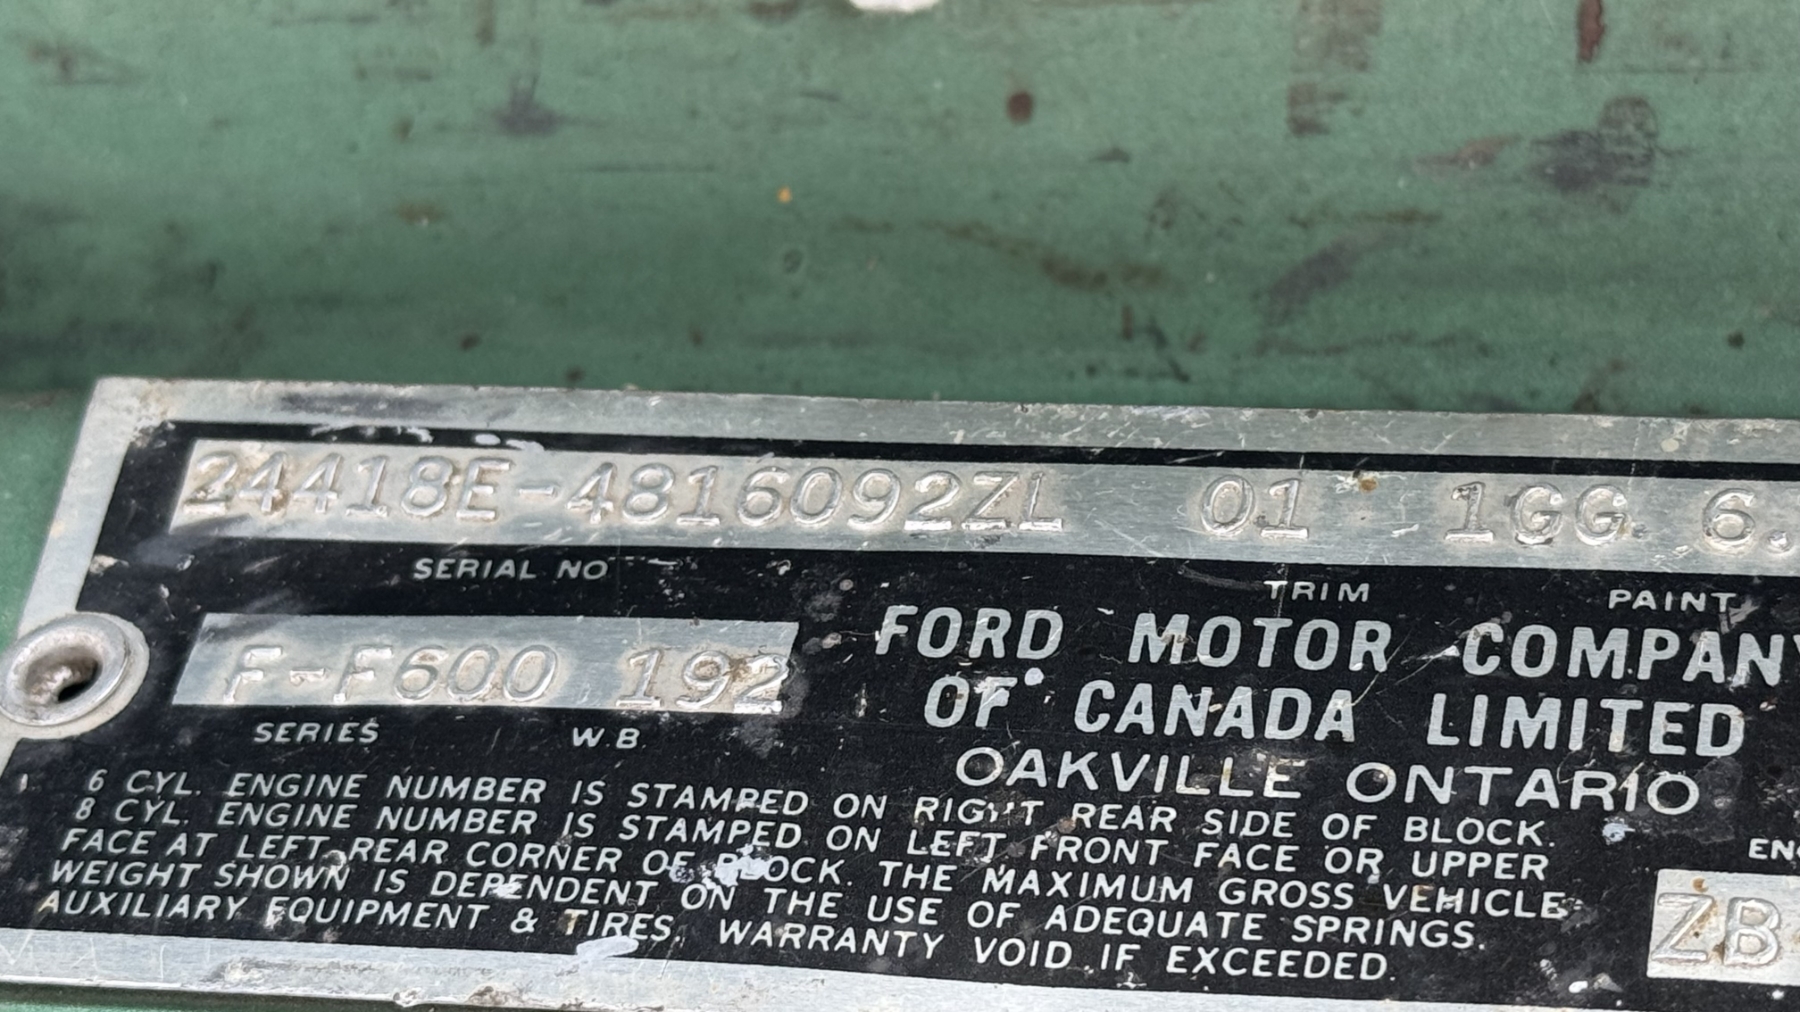 24418E-4816092ZL 01 1GG 6.
SERIAL NO TRIM PAINT
F-F600 192
SERIES W.B.
FORD MOTOR COMPANY
OF CANADA LIMITED
OAKVILLE ONTARIO
6 CYL. ENGINE NUMBER IS STAMPED ON RIGHT REAR SIDE OF BLOCK.
8 CYL. ENGINE NUMBER IS STAMPED ON LEFT FRONT FACE OR UPPER
FACE AT LEFT REAR CORNER OF BLOCK. THE MAXIMUM GROSS VEHICLE
WEIGHT SHOWN IS DEPENDENT ON THE USE OF ADEQUATE SPRINGS.
AUXILIARY EQUIPMENT & TIRES. WARRANTY VOID IF EXCEEDED.
ZB